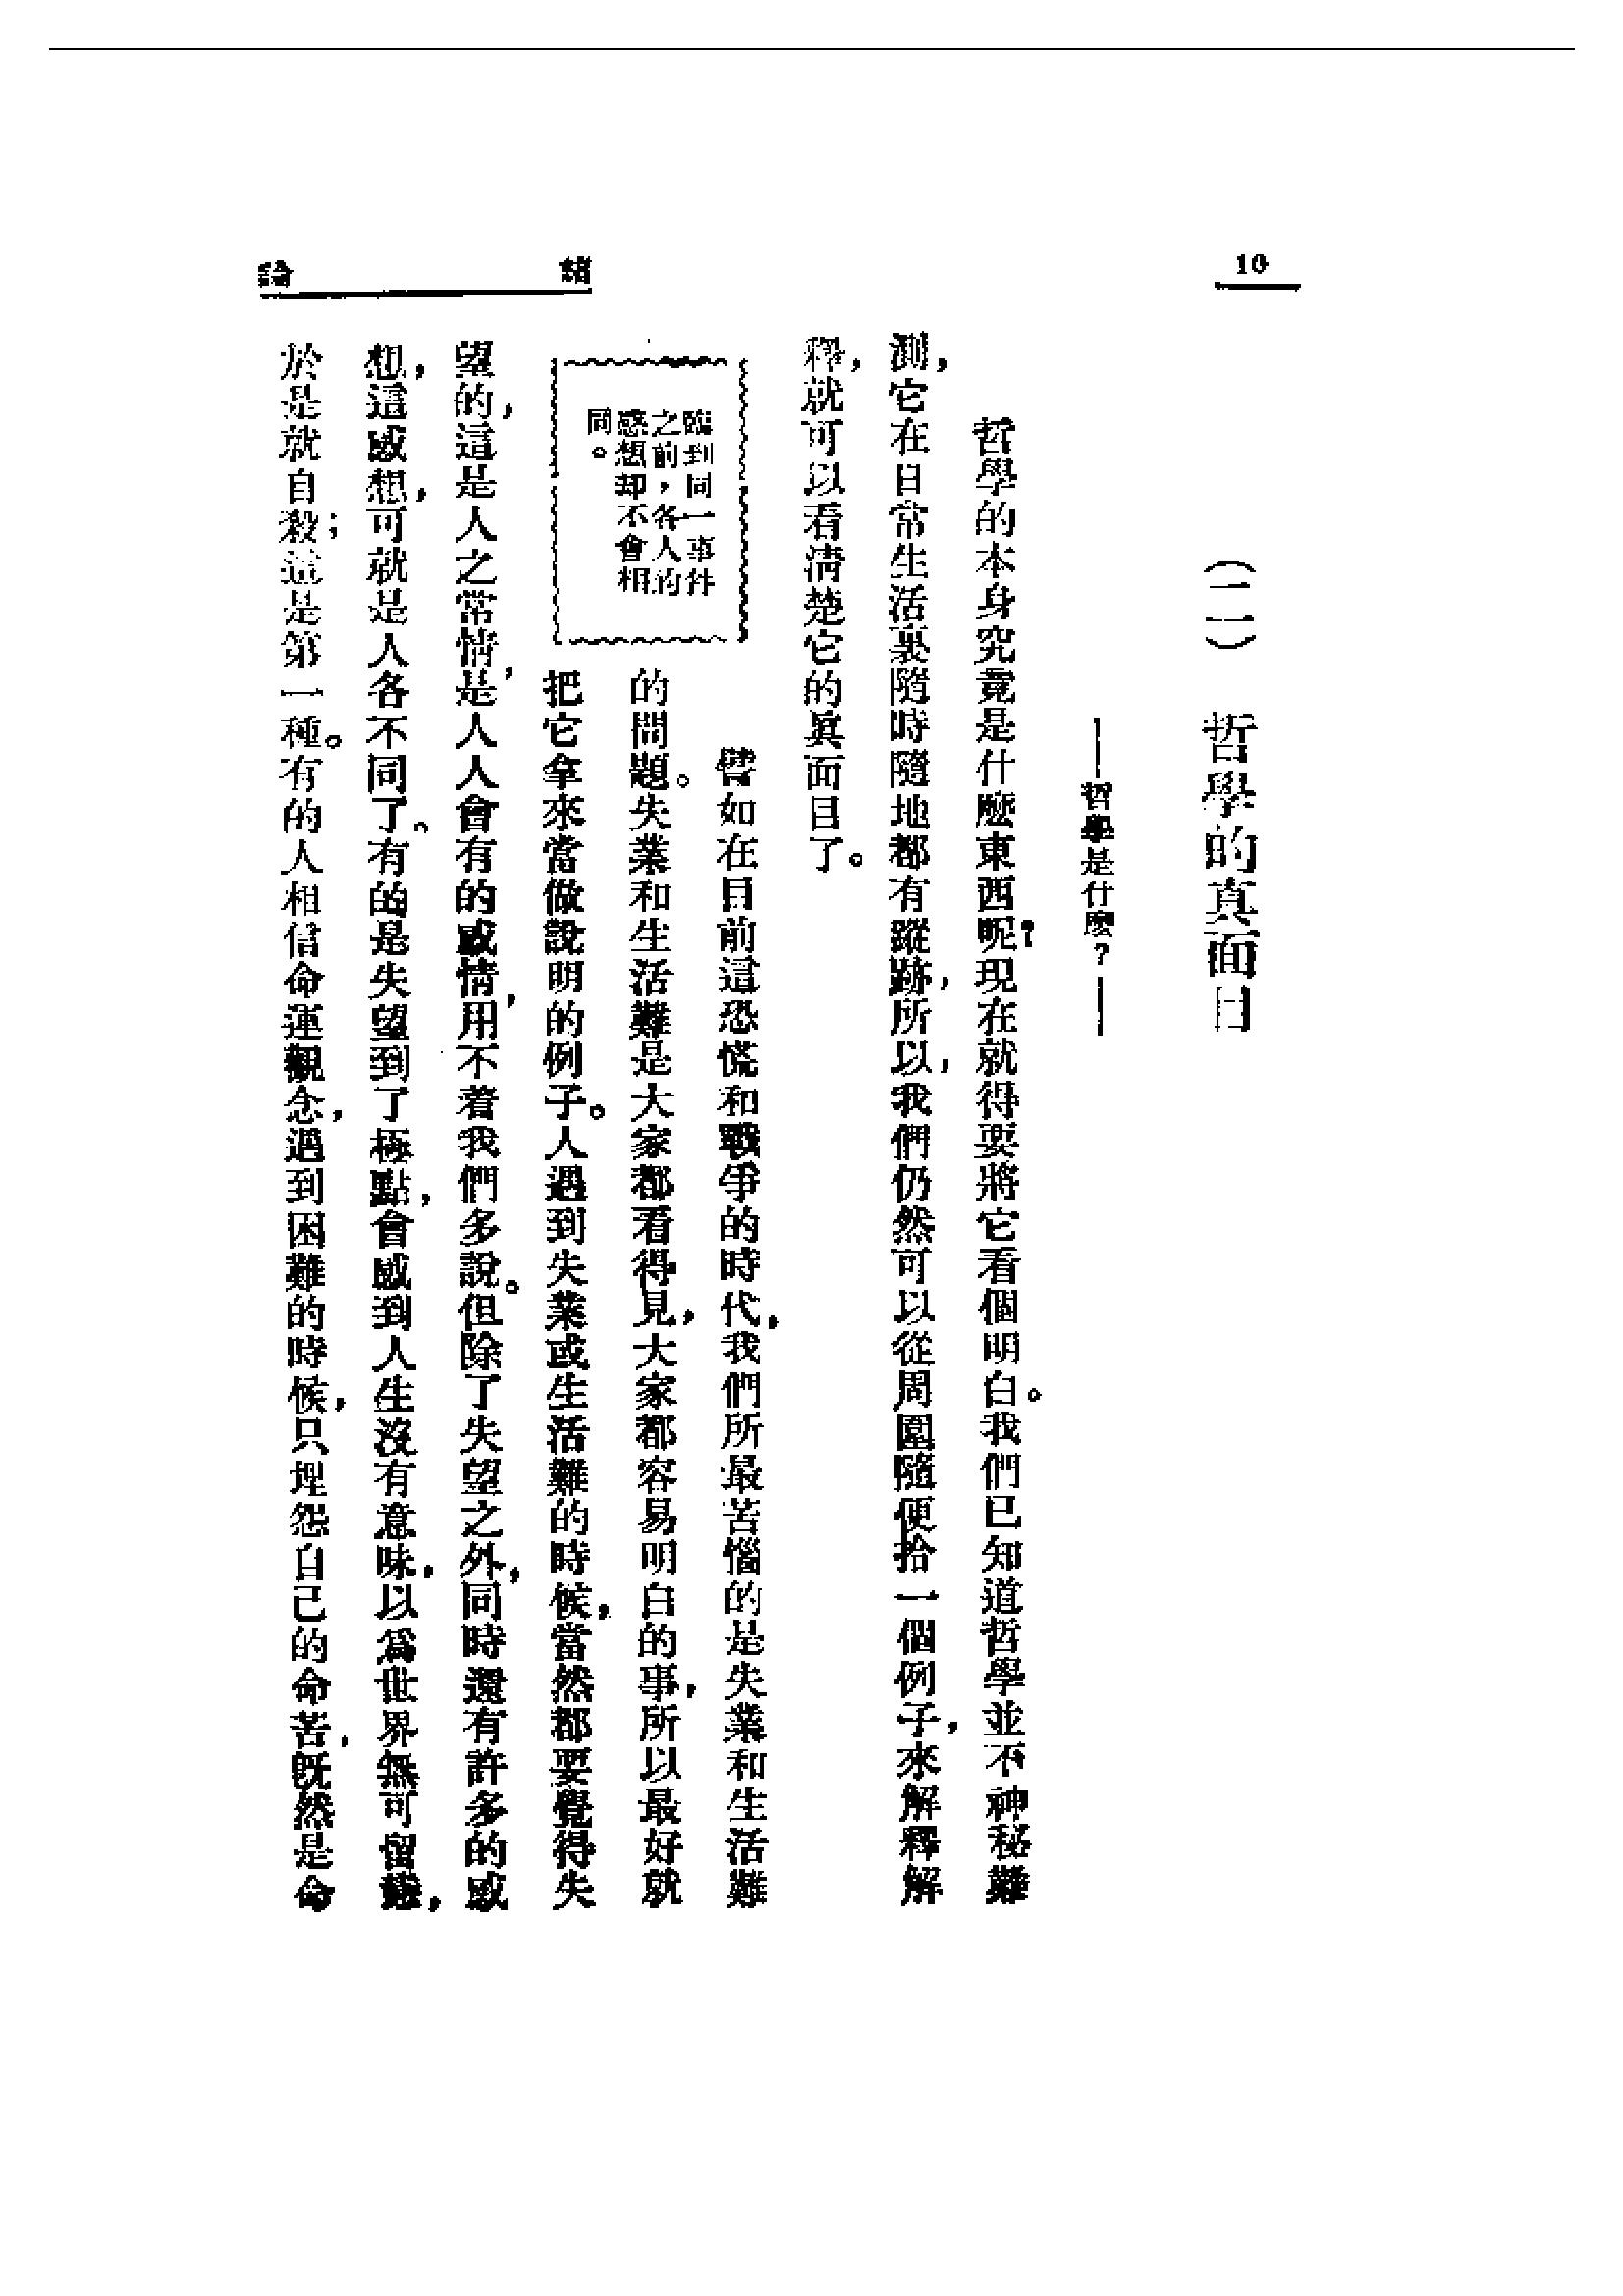 10
緒論
（二）　哲學的真面目
——哲學是什麼？——
哲學的本身究竟是什麼東西呢？現在就得要將它看個明白。我們已知道哲學並不神秘難
測，它在日常生活裏隨時隨地都有蹤跡，所以，我們仍然可以從周圍隨便拾一個例子，來解釋解
釋，就可以看清楚它的眞面目了。
譬如在目前這恐慌和戰爭的時代，我們所最苦惱的是失業和生活難
的問題。失業和生活難是大家都看得見，大家都容易明白的事，所以最好就
把它拿來當做說明的例子。人遇到失業或生活難的時候，當然都要覺得失
臨到同一事件
之前，各人的
感想却不會相
同。
望的，這是人之常情，是人人會有的感情，用不着我們多說。但除了失望之外，同時還有許多的感
想，這感想，可就是人各不同了。有的是失望到了極點，會感到人生沒有意味，以爲世界無可留戀，
於是就自殺；這是第一種。有的人相信命運觀念，遇到困難的時候，只埋怨自己的命苦，既然是命